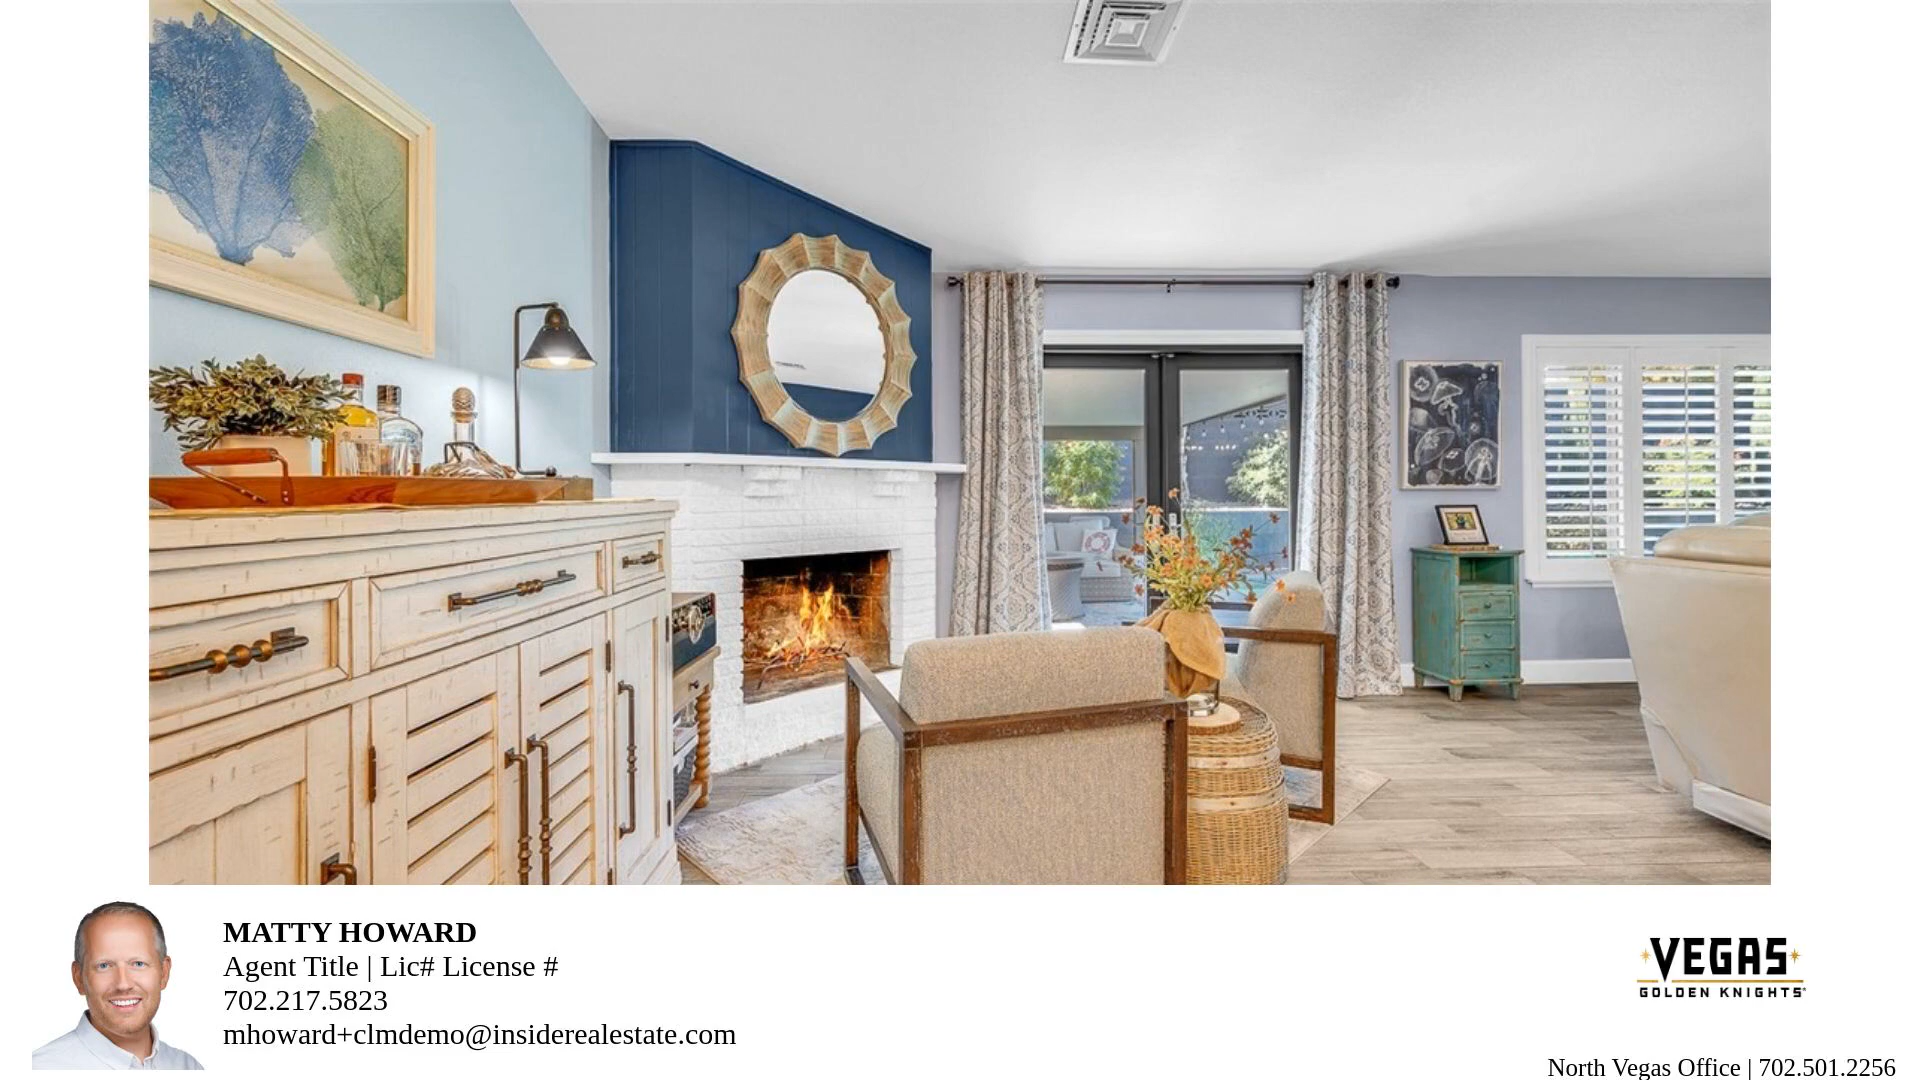 MATTY HOWARD
Agent Title | Lic# License #
702.217.5823
mhoward+clmdemo@insiderealestate.com
VEGAS
GOLDEN KNIGHTS
North Vegas Office | 702.501.2256